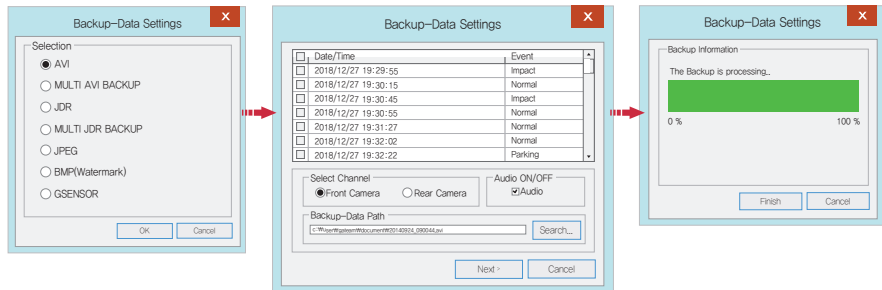 Backup-Data Settings
X
Selection
AVI
MULTI AVI BACKUP
JDR
MULTI JDR BACKUP
JPEG
BMP(Watermark)
GSENSOR
OK Cancel
Backup-Data Settings
X
Date/Time Event
2018/12/27 19:29:55 Impact
2018/12/27 19:30:15 Normal
2018/12/27 19:30:45 Impact
2018/12/27 19:30:55 Normal
2018/12/27 19:31:27 Normal
2018/12/27 19:32:02 Normal
2018/12/27 19:32:22 Parking
Select Channel Audio ON/OFF
Front Camera Rear Camera Audio
Backup-Data Path
Search...
Next > Cancel
Backup-Data Settings
X
Backup Information
The Backup is processing...
0 % 100 %
Finish Cancel